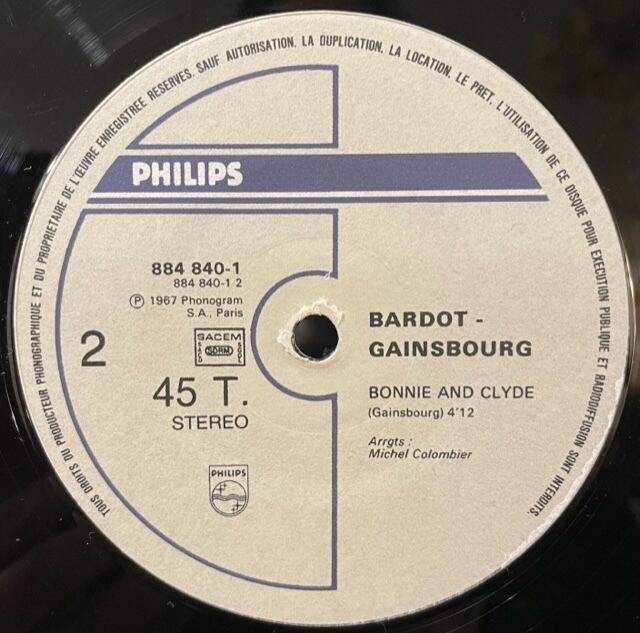 TOUS DROITS DU PRODUCTEUR PHONOGRAPHIQUE ET DU PROPRIETAIRE DE L'ŒUVRE ENREGISTREE RESERVES. SAUF AUTORISATION, LA DUPLICATION, LA LOCATION, LE PRET, L'UTILISATION DE CE DISQUE POUR EXECUTION PUBLIQUE ET RADIODIFFUSION SONT INTERDITS.
PHILIPS
884 840-1
884 840-1 2
℗ 1967 Phonogram
S.A., Paris
SACEM
SACD
SDRM
SGDL
2
45 T.
STEREO
PHILIPS
BARDOT -
GAINSBOURG
BONNIE AND CLYDE
(Gainsbourg) 4'12
Arrgts :
Michel Colombier